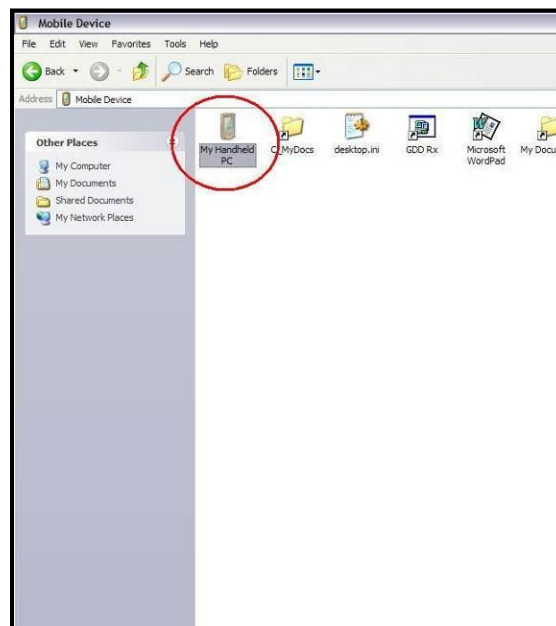 Mobile Device
File Edit View Favorites Tools Help
Back Search Folders
Address Mobile Device
Other Places
My Computer
My Documents
Shared Documents
My Network Places
My Handheld PC
C_MyDocs
desktop.ini
GDD Rx
Microsoft WordPad
My Docu